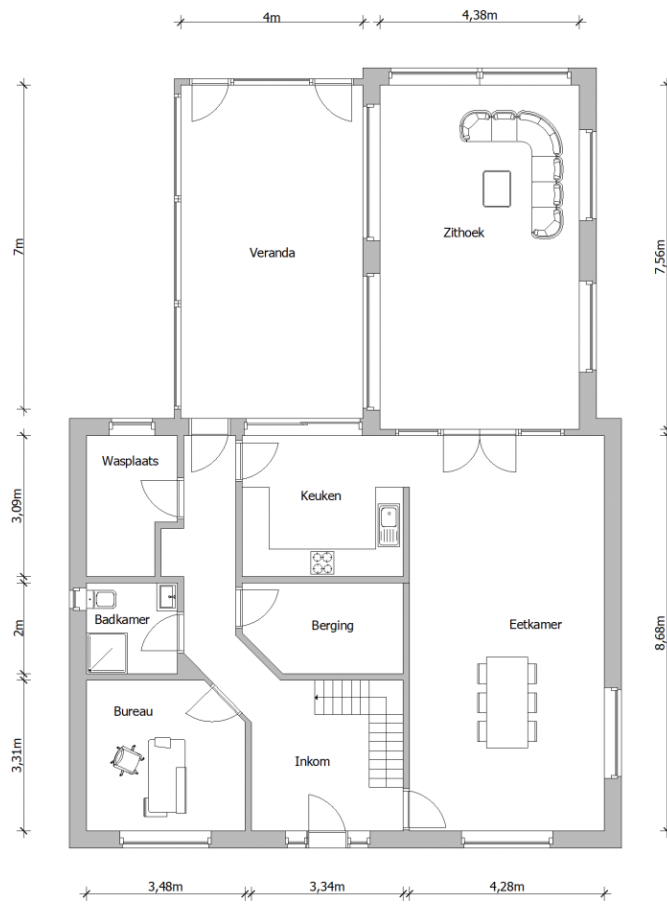 4m
4,38m
7m
Veranda
Zithoek
7,56m
Wasplaats
Keuken
3,09m
Badkamer
Berging
Eetkamer
2m
8,68m
Bureau
Inkom
3,31m
3,48m
3,34m
4,28m